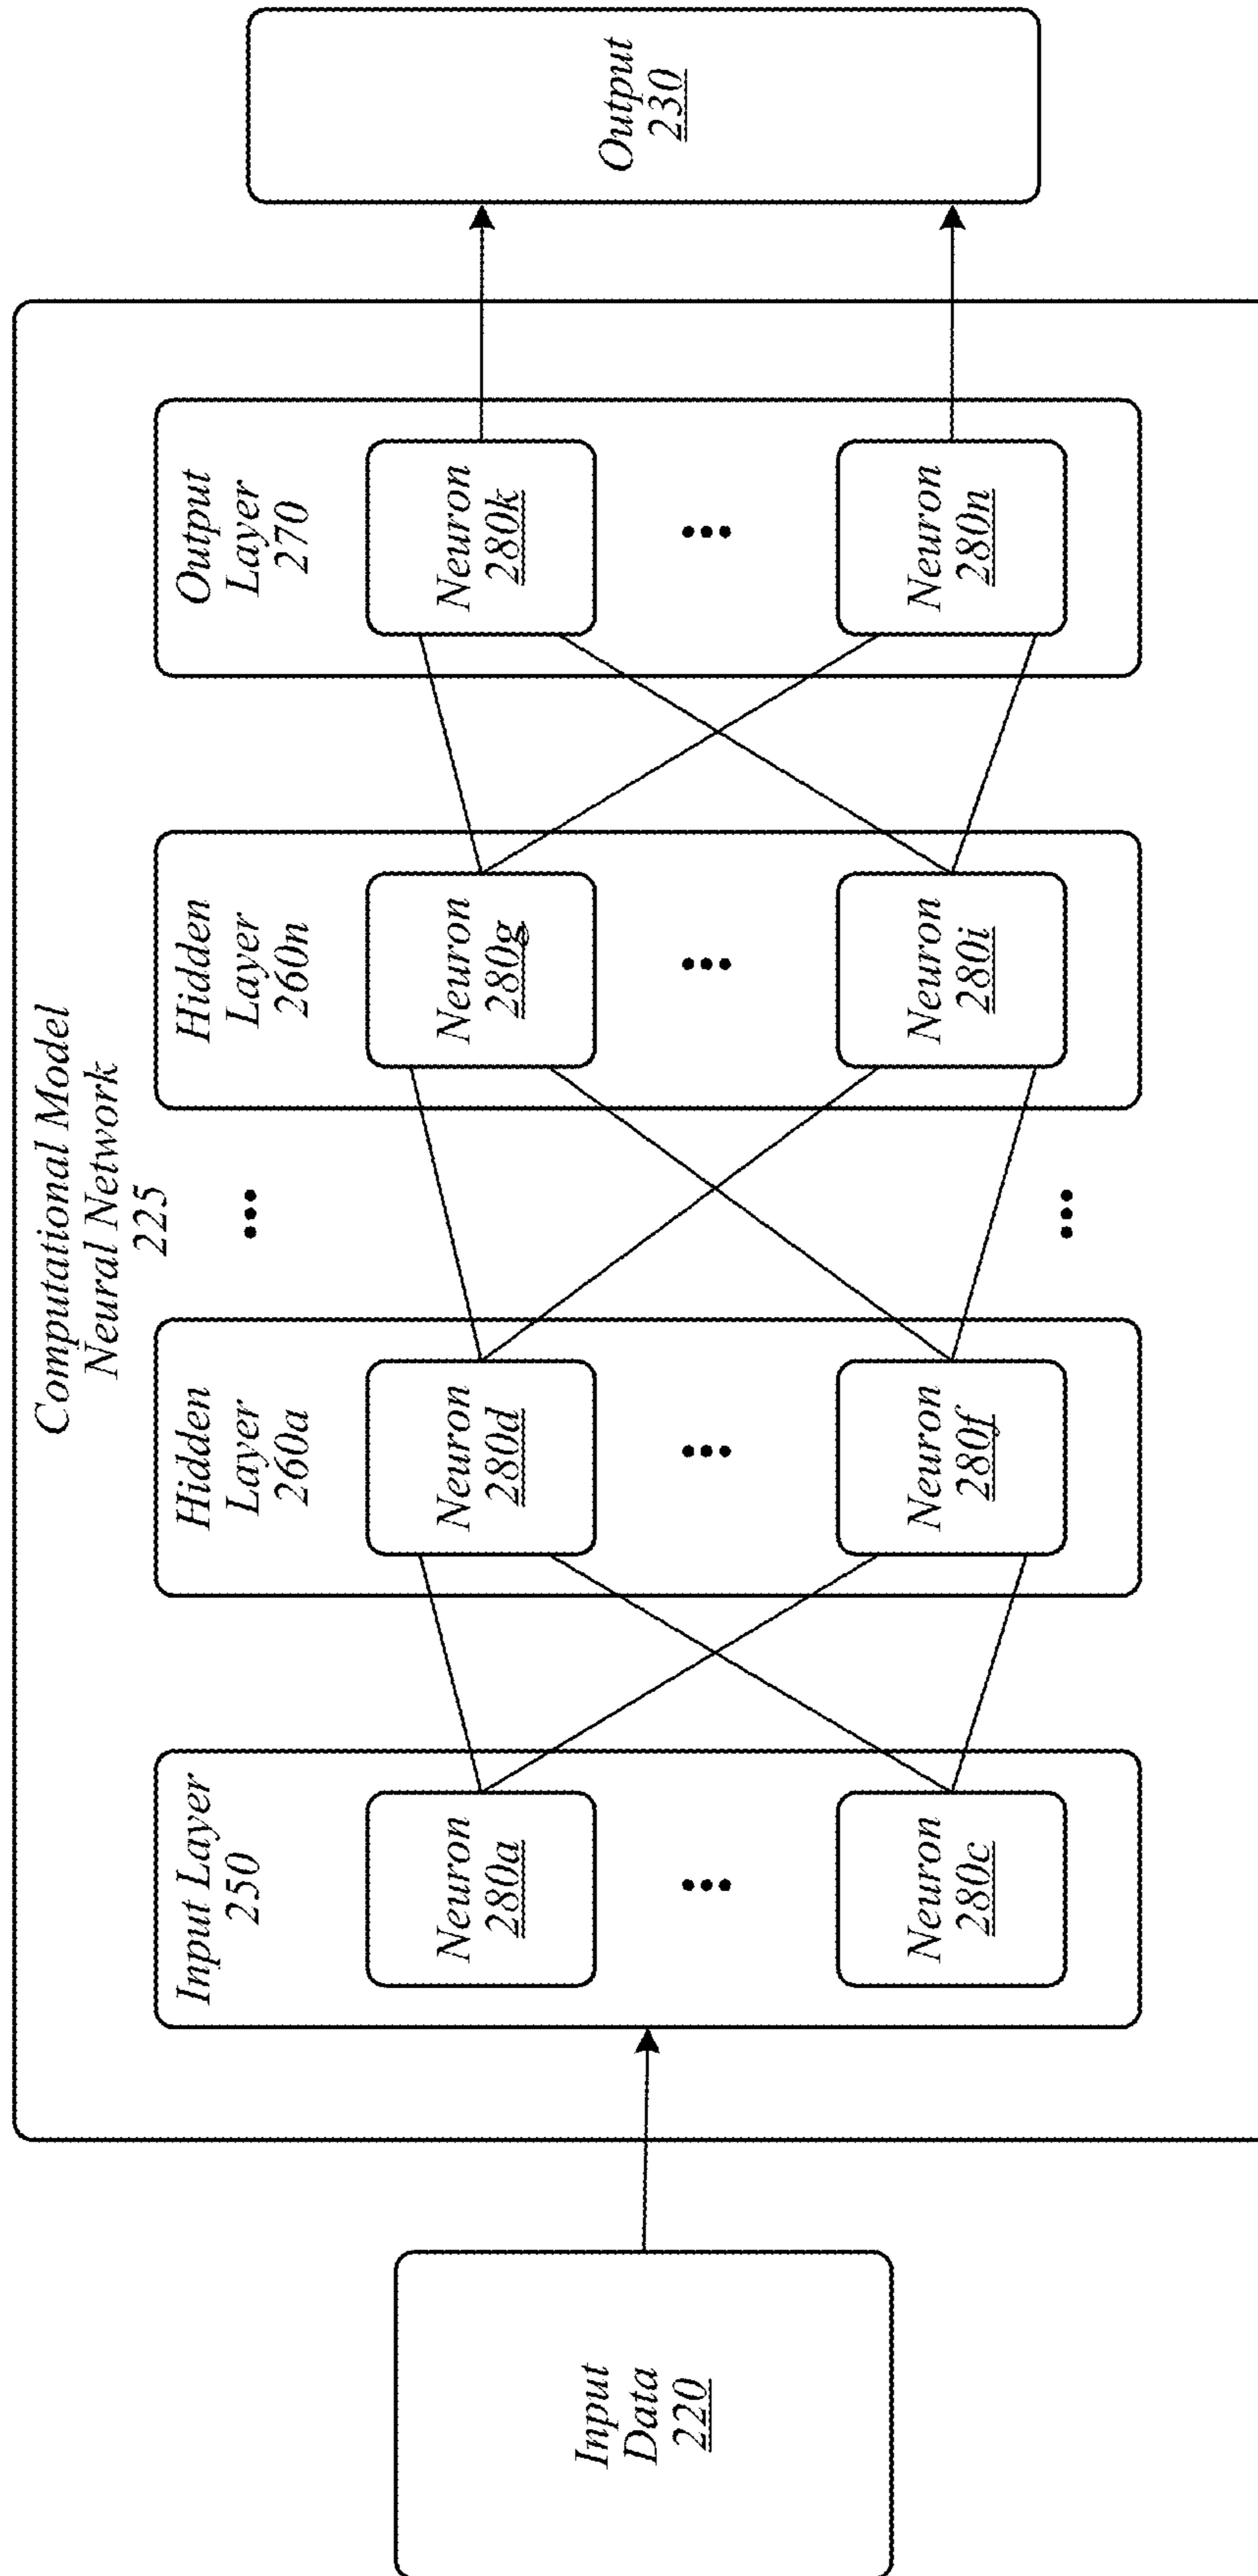 Computational Model
Neural Network
225
Input
Data
220
Input Layer
250
Neuron
280a
Neuron
280c
Hidden
Layer
260a
Neuron
280d
Neuron
280f
Hidden
Layer
260n
Neuron
280g
Neuron
280i
Output
Layer
270
Neuron
280k
Neuron
280n
Output
230